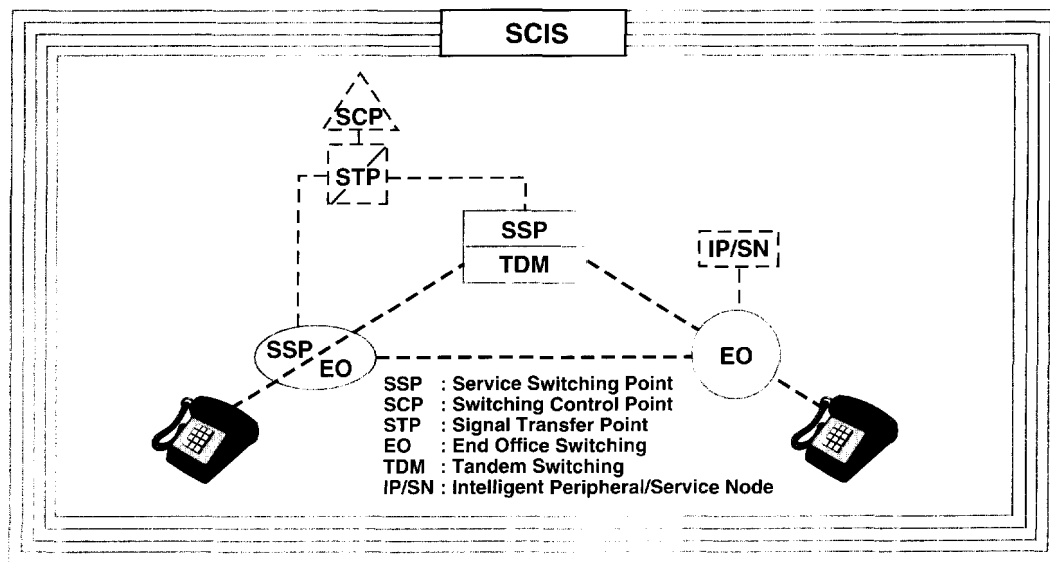 SCIS
SCP
STP
SSP
TDM
IP/SN
SSP
EO
EO
SSP : Service Switching Point
SCP : Switching Control Point
STP : Signal Transfer Point
EO : End Office Switching
TDM : Tandem Switching
IP/SN : Intelligent Peripheral/Service Node